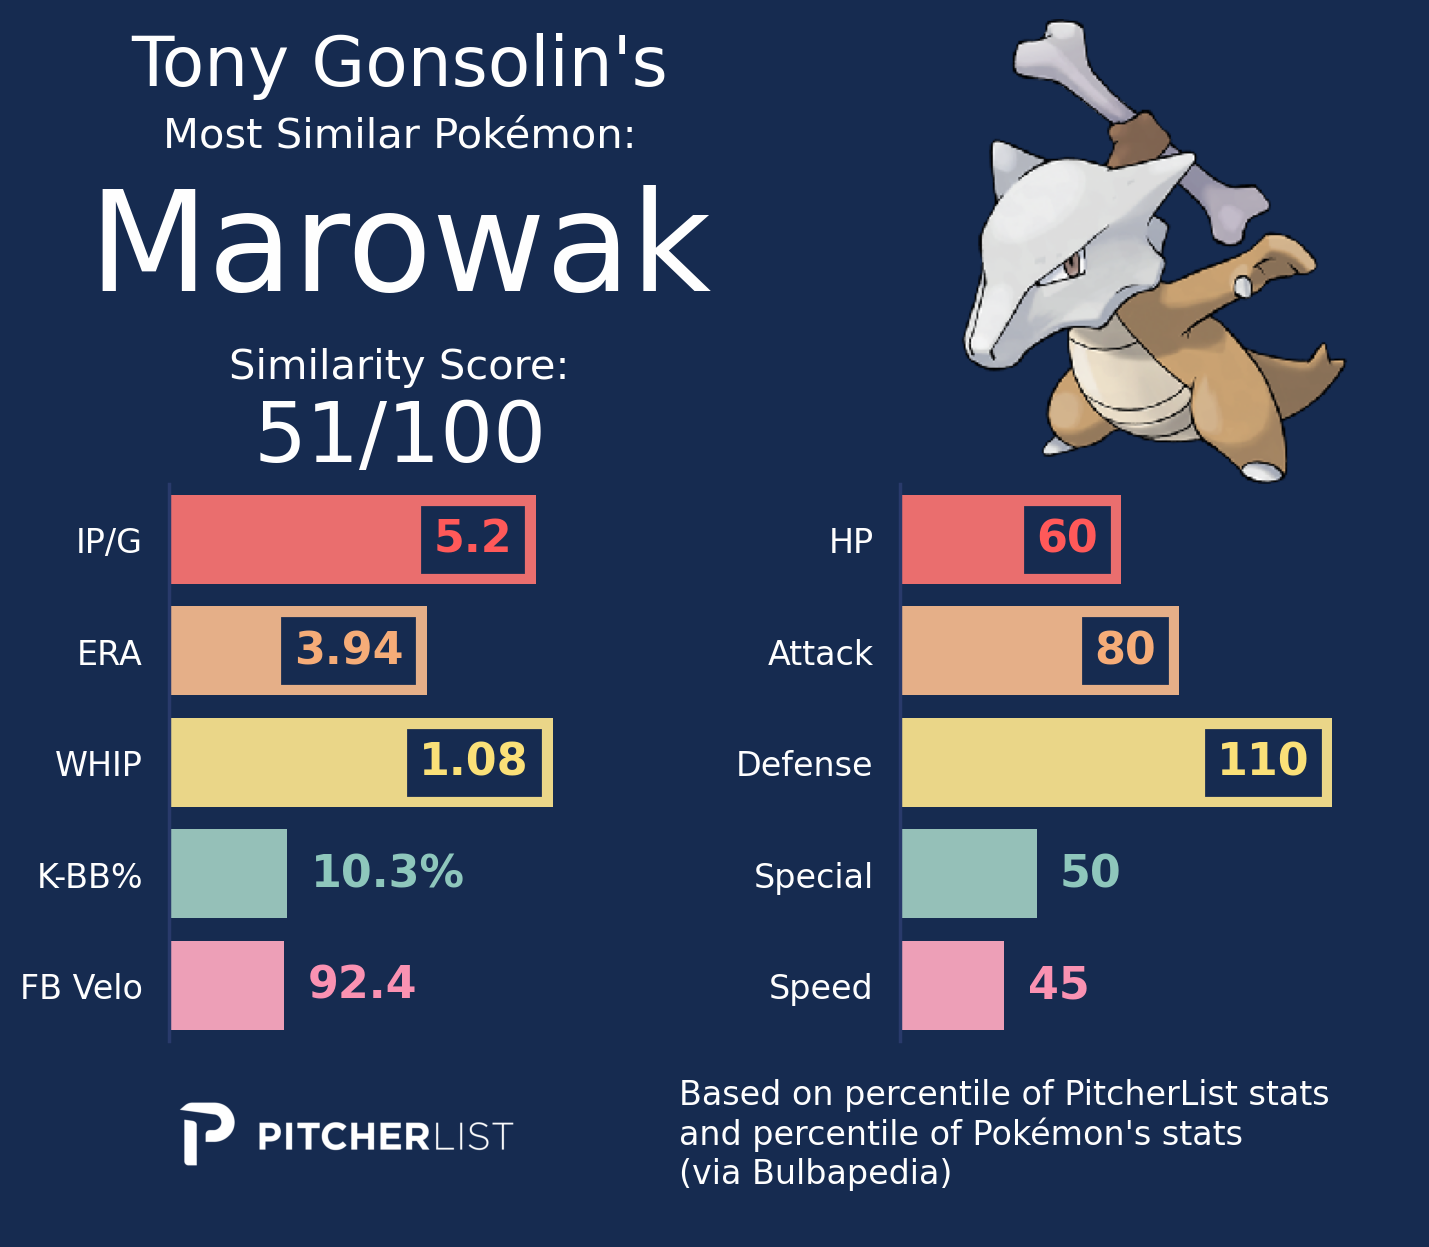 Tony Gonsolin's
Most Similar Pokémon:
Marowak
Similarity Score:
51/100
IP/G 5.2
ERA 3.94
WHIP 1.08
K-BB% 10.3%
FB Velo 92.4
HP 60
Attack 80
Defense 110
Special 50
Speed 45
PITCHERLIST
Based on percentile of PitcherList stats
and percentile of Pokémon's stats
(via Bulbapedia)